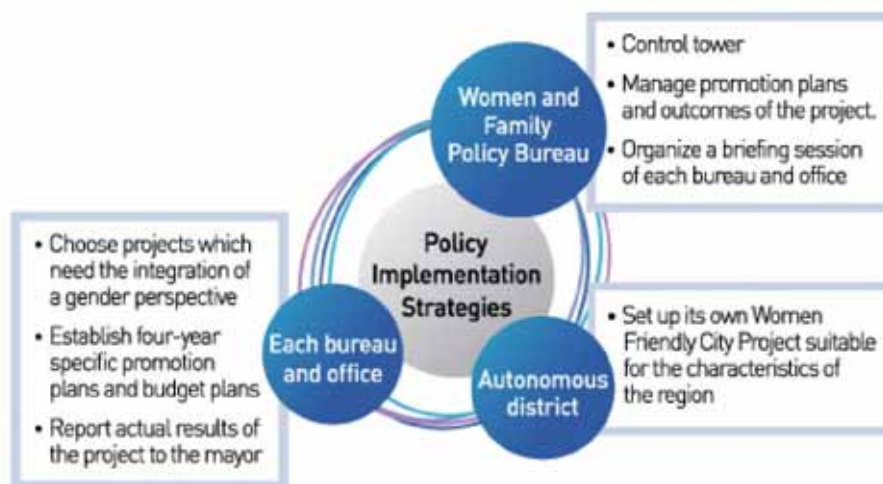 Women and
Family
Policy Bureau
• Control tower
• Manage promotion plans
and outcomes of the project.
• Organize a briefing session
of each bureau and office
Policy
Implementation
Strategies
• Choose projects which
need the integration of
a gender perspective
• Establish four-year
specific promotion
plans and budget plans
• Report actual results of
the project to the mayor
Each bureau
and office
Autonomous
district
• Set up its own Women
Friendly City Project suitable
for the characteristics of
the region